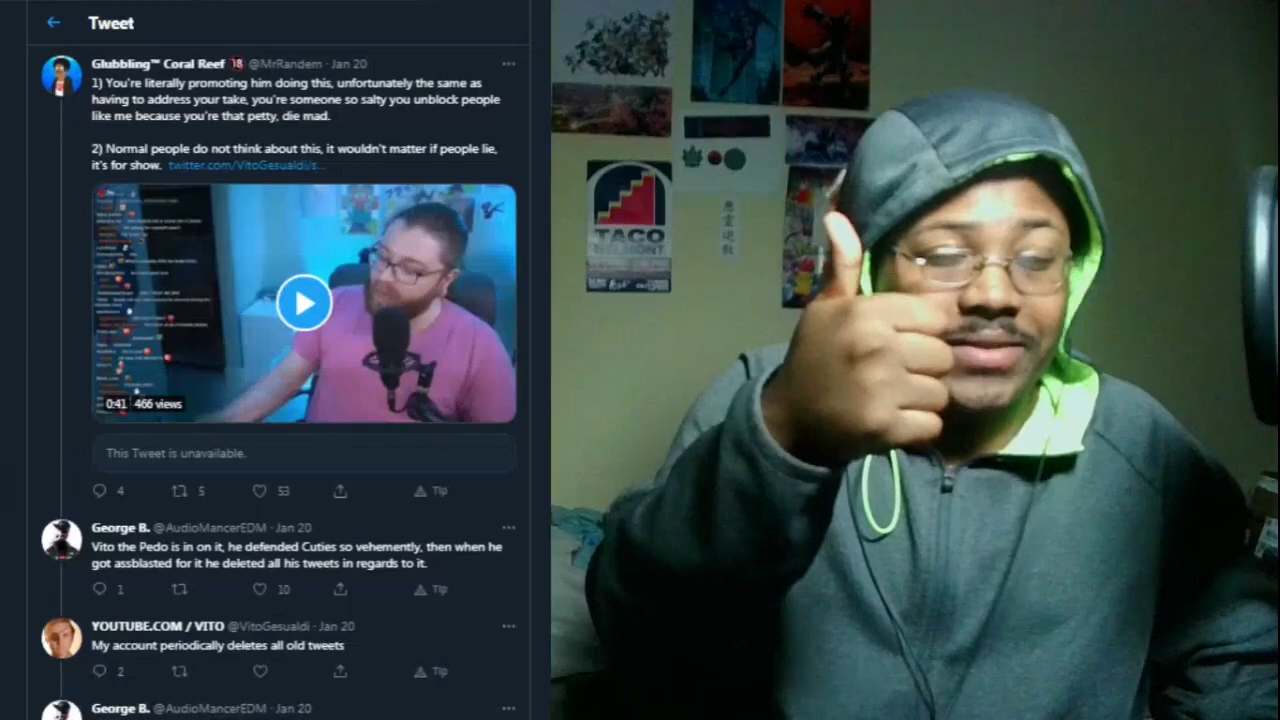 Tweet
Glubbling™ Coral Reef 🔞 @MrRandem · Jan 20
1) You're literally promoting him doing this, unfortunately the same as
having to address your take, you're someone so salty you unblock people
like me because you're that petty, die mad.
2) Normal people do not think about this, it wouldn't matter if people lie,
it's for show. twitter.com/VitoGesualdi/s...
0:41 466 views
This Tweet is unavailable.
4 5 53 Tip
George B. @AudioMancerEDM · Jan 20
Vito the Pedo is in on it, he defended Cuties so vehemently, then when he
got assblasted for it he deleted all his tweets in regards to it.
1 10 Tip
YOUTUBE.COM / VITO @VitoGesualdi · Jan 20
My account periodically deletes all old tweets
2 Tip
George B. @AudioMancerEDM · Jan 20
TACO